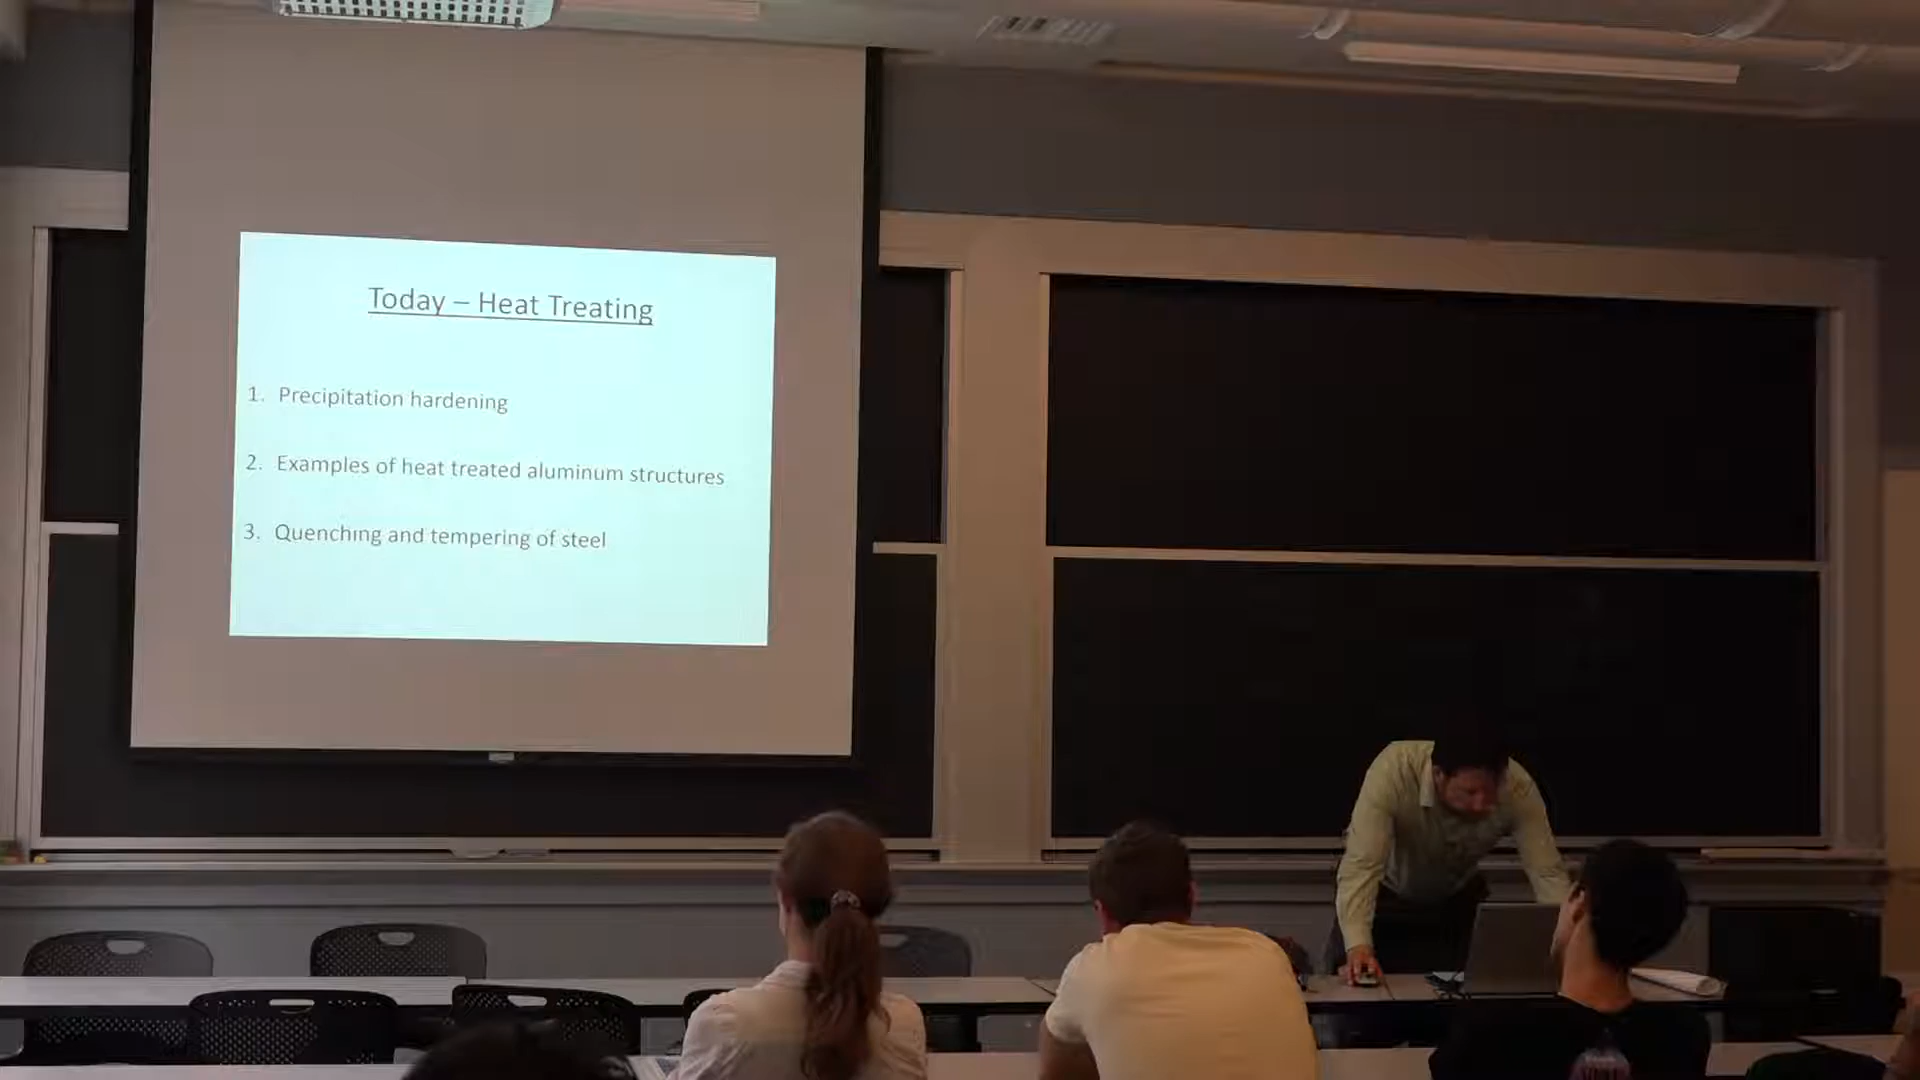 Today – Heat Treating
1. Precipitation hardening
2. Examples of heat treated aluminum structures
3. Quenching and tempering of steel